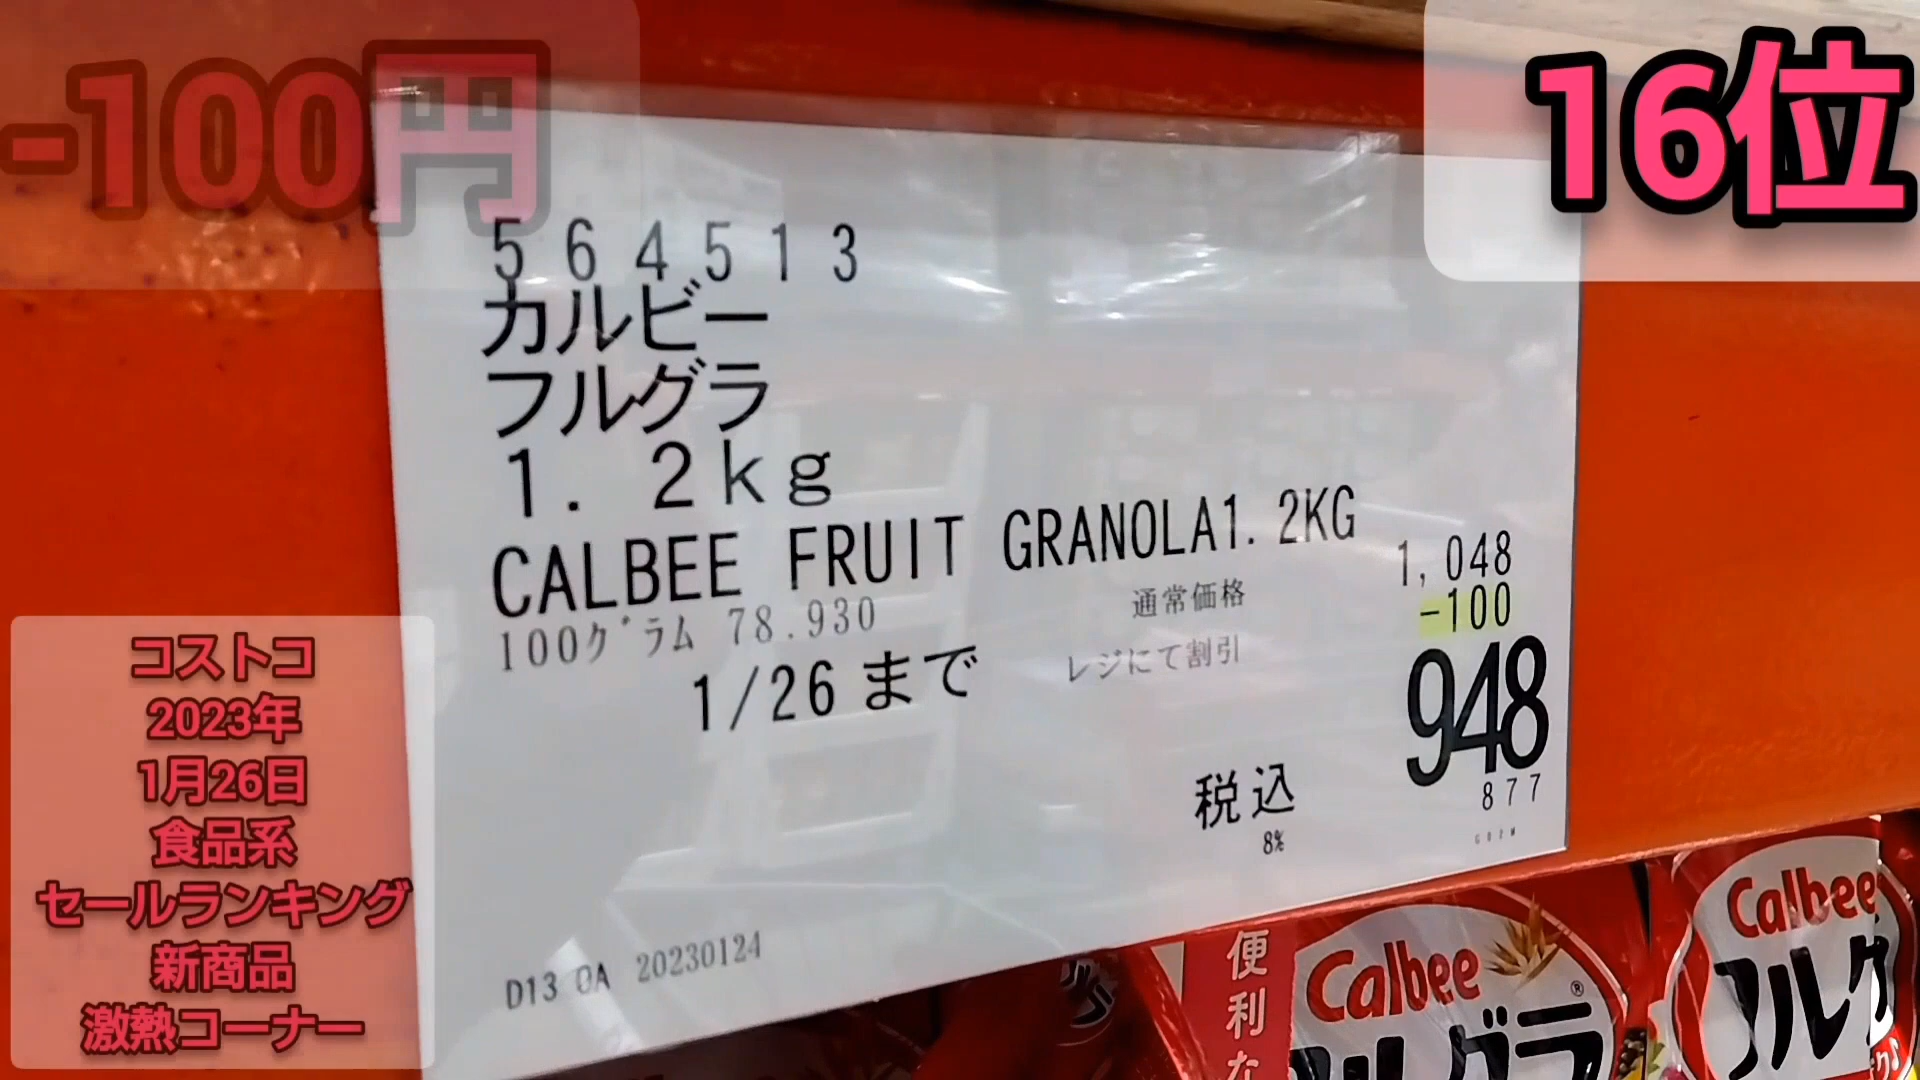 -100円
16位
564513
カルビー
フルグラ
1.2kg
CALBEE FRUIT GRANOLA1.2KG
100グラム 78.930
通常価格 1,048
レジにて割引 -100
1/26まで
948
877
税込
8%
D13 CA 20230124
コストコ
2023年
1月26日
食品系
セールランキング
新商品
激熱コーナー
便利な
Calbee
フルグラ
Calbee
フルグ